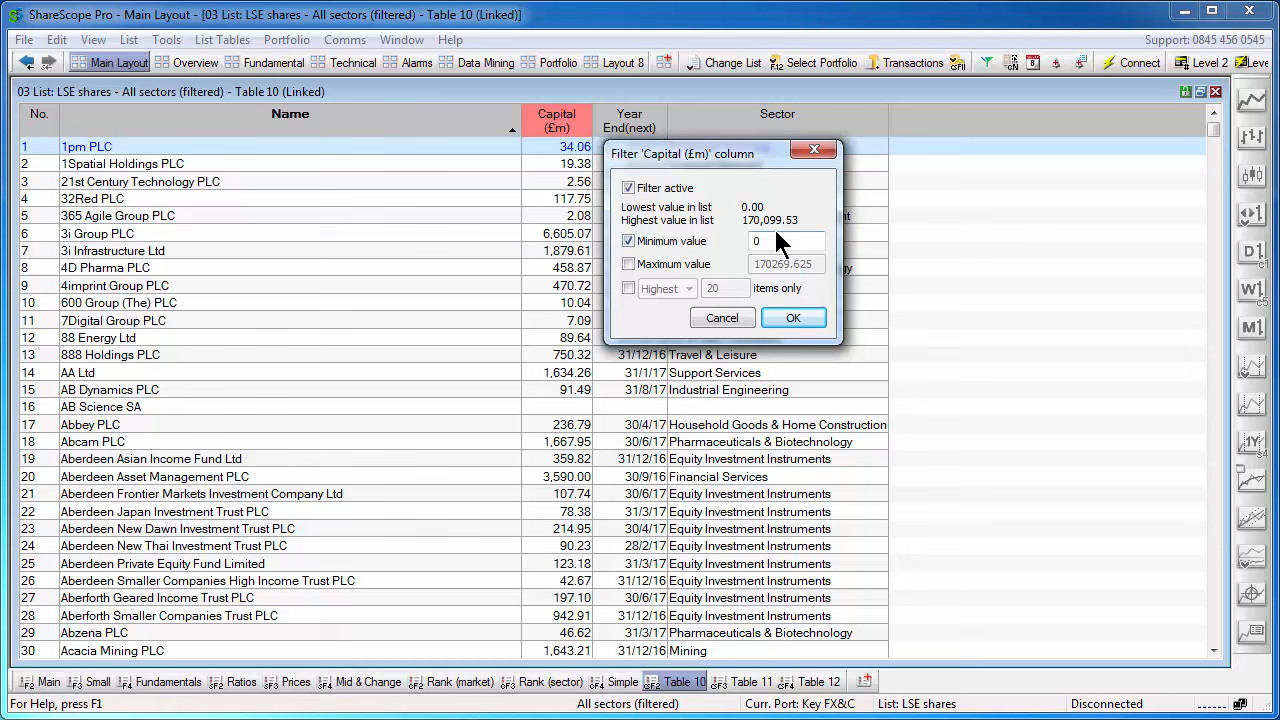 ShareScope Pro - Main Layout - [03 List: LSE shares - All sectors (filtered) - Table 10 (Linked)]
File Edit View List Tools List Tables Portfolio Comms Window Help Support: 0845 456 0545
Main Layout Overview Fundamental Technical Alarms Data Mining Portfolio Layout 8 Change List Select Portfolio Transactions Connect Level 2 Leve
03 List: LSE shares - All sectors (filtered) - Table 10 (Linked)
No. Name Capital (£m) Year End(next) Sector
1 1pm PLC 34.06
2 1Spatial Holdings PLC 19.38
3 21st Century Technology PLC 2.56
4 32Red PLC 117.75
5 365 Agile Group PLC 2.08
6 3i Group PLC 6,605.07
7 3i Infrastructure Ltd 1,879.61
8 4D Pharma PLC 458.87
9 4imprint Group PLC 470.72
10 600 Group (The) PLC 10.04
11 7Digital Group PLC 7.09
12 88 Energy Ltd 89.64
13 888 Holdings PLC 750.32 31/12/16 Travel & Leisure
14 AA Ltd 1,634.26 31/1/17 Support Services
15 AB Dynamics PLC 91.49 31/8/17 Industrial Engineering
16 AB Science SA
17 Abbey PLC 236.79 30/4/17 Household Goods & Home Construction
18 Abcam PLC 1,667.95 30/6/17 Pharmaceuticals & Biotechnology
19 Aberdeen Asian Income Fund Ltd 359.82 31/12/16 Equity Investment Instruments
20 Aberdeen Asset Management PLC 3,590.00 30/9/16 Financial Services
21 Aberdeen Frontier Markets Investment Company Ltd 107.74 30/6/17 Equity Investment Instruments
22 Aberdeen Japan Investment Trust PLC 78.38 31/3/17 Equity Investment Instruments
23 Aberdeen New Dawn Investment Trust PLC 214.95 30/4/17 Equity Investment Instruments
24 Aberdeen New Thai Investment Trust PLC 90.23 28/2/17 Equity Investment Instruments
25 Aberdeen Private Equity Fund Limited 123.18 31/3/17 Equity Investment Instruments
26 Aberdeen Smaller Companies High Income Trust PLC 42.67 31/12/16 Equity Investment Instruments
27 Aberforth Geared Income Trust PLC 197.10 30/6/17 Equity Investment Instruments
28 Aberforth Smaller Companies Trust PLC 942.91 31/12/16 Equity Investment Instruments
29 Abzena PLC 46.62 31/3/17 Pharmaceuticals & Biotechnology
30 Acacia Mining PLC 1,643.21 31/12/16 Mining
Filter 'Capital (£m)' column
Filter active
Lowest value in list 0.00
Highest value in list 170,099.53
Minimum value 0
Maximum value 170269.625
Highest 20 items only
Cancel OK
D
W
M
1Y
Main Small Fundamentals Ratios Prices Mid & Change Rank (market) Rank (sector) Simple Table 10 Table 11 Table 12
For Help, press F1 All sectors (filtered) Curr. Port: Key FX&C List: LSE shares Disconnected